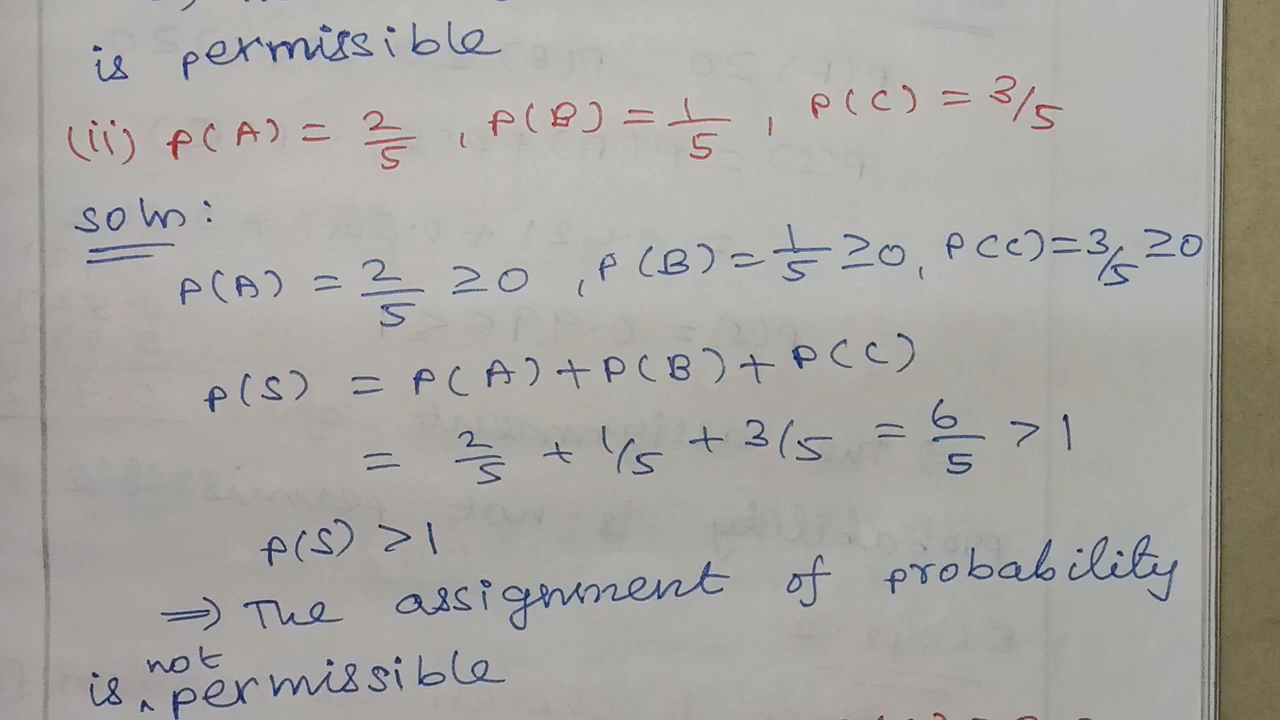 is permissible
(ii) P(A) = 2/5, P(B) = 1/5, P(C) = 3/5
Soln:
P(A) = 2/5 ≥0, P(B) = 1/5 ≥0, P(C) = 3/5 ≥0
P(S) = P(A) + P(B) + P(C)
= 2/5 + 1/5 + 3/5 = 6/5 > 1
P(S) > 1
⇒ The assignment of probability
is not permissible